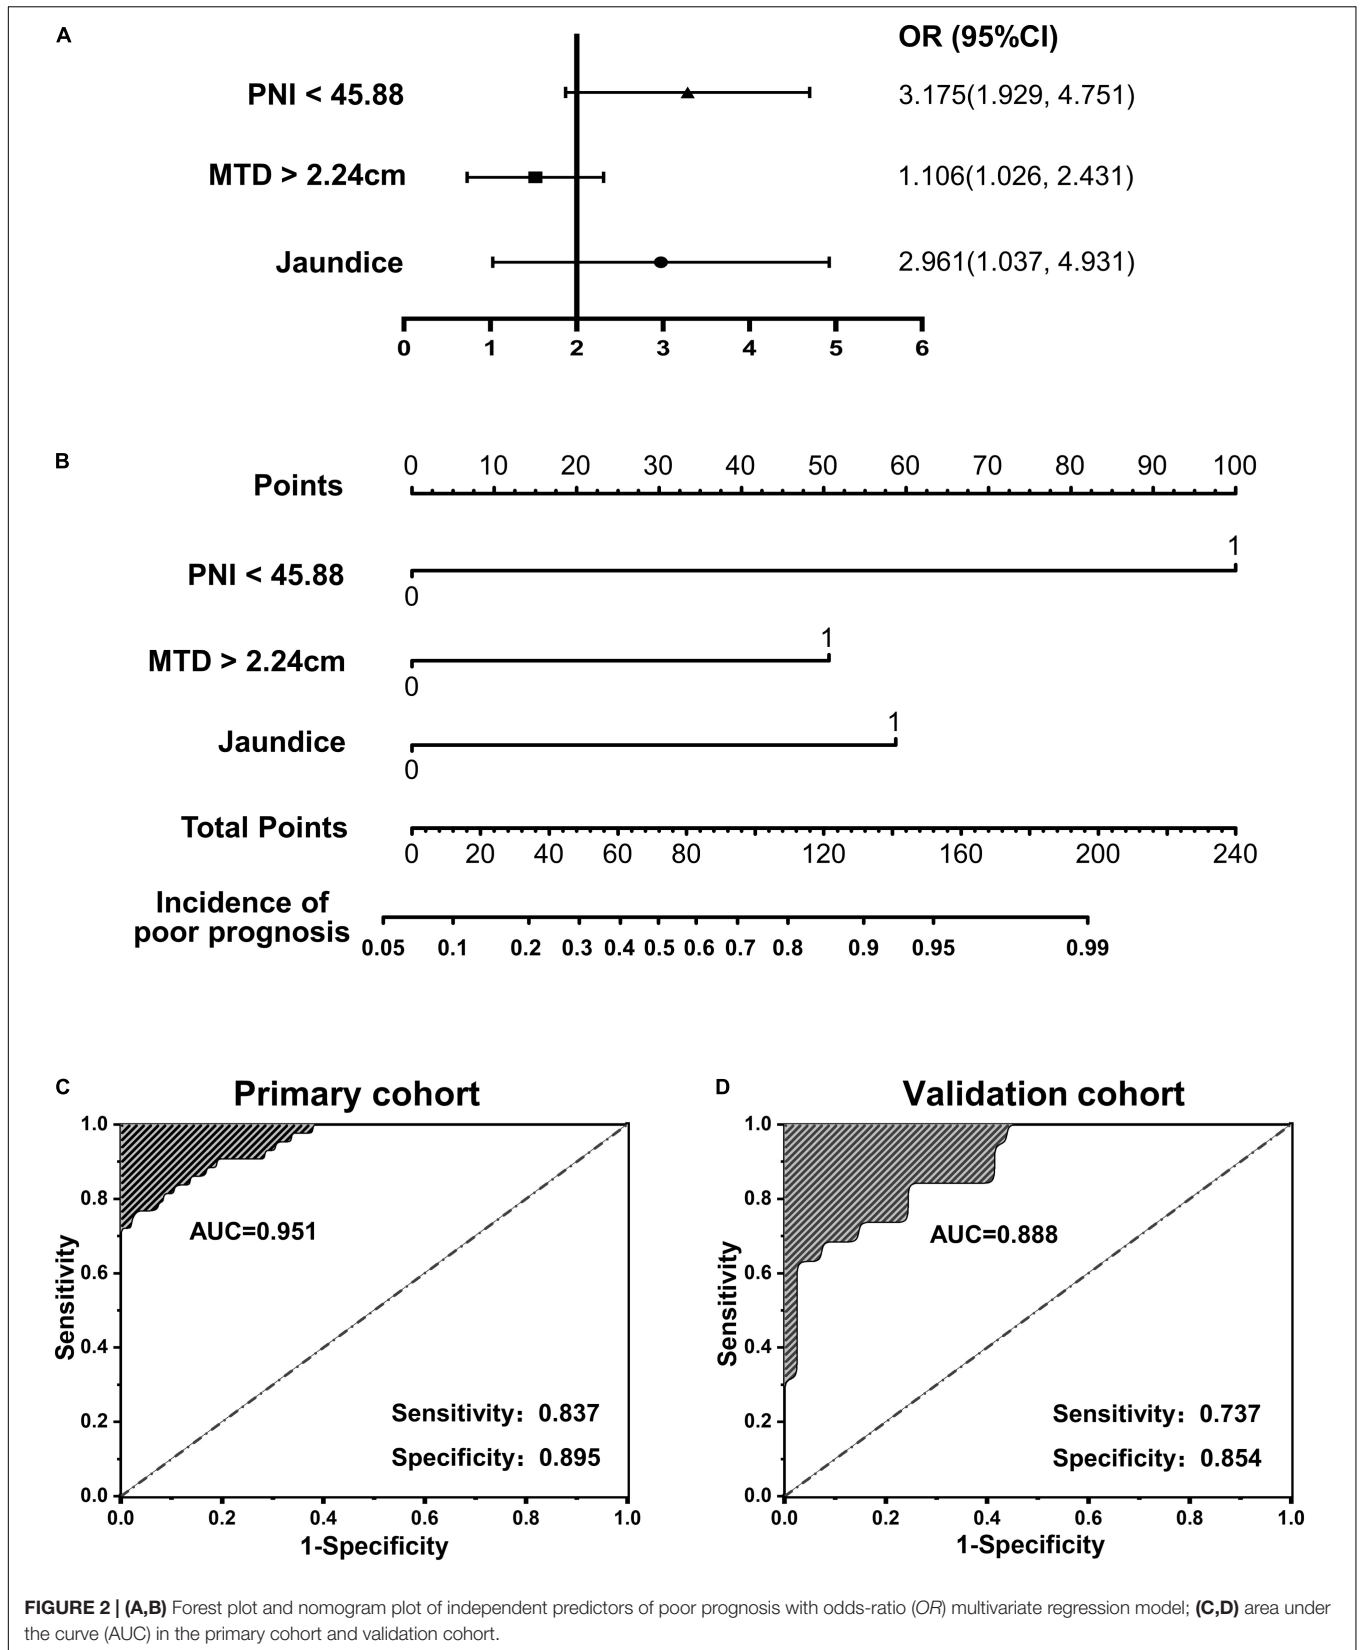 A
OR (95%CI)
PNI < 45.88
3.175(1.929, 4.751)
MTD > 2.24cm
1.106(1.026, 2.431)
Jaundice
2.961(1.037, 4.931)
0 1 2 3 4 5 6
B
0 10 20 30 40 50 60 70 80 90 100
Points
1
PNI < 45.88
0
1
MTD > 2.24cm
0
1
Jaundice
0
Total Points
0 20 40 60 80 120 160 200 240
Incidence of
poor prognosis
0.05 0.1 0.2 0.3 0.4 0.5 0.6 0.7 0.8 0.9 0.95 0.99
C
Primary cohort
1.0
0.8
AUC=0.951
0.6
Sensitivity
0.4
Sensitivity: 0.837
0.2
Specificity: 0.895
0.0
0.0 0.2 0.4 0.6 0.8 1.0
1-Specificity
D
Validation cohort
1.0
0.8
AUC=0.888
0.6
Sensitivity
0.4
Sensitivity: 0.737
0.2
Specificity: 0.854
0.0
0.0 0.2 0.4 0.6 0.8 1.0
1-Specificity
FIGURE 2 | (A,B) Forest plot and nomogram plot of independent predictors of poor prognosis with odds-ratio (OR) multivariate regression model; (C,D) area under
the curve (AUC) in the primary cohort and validation cohort.